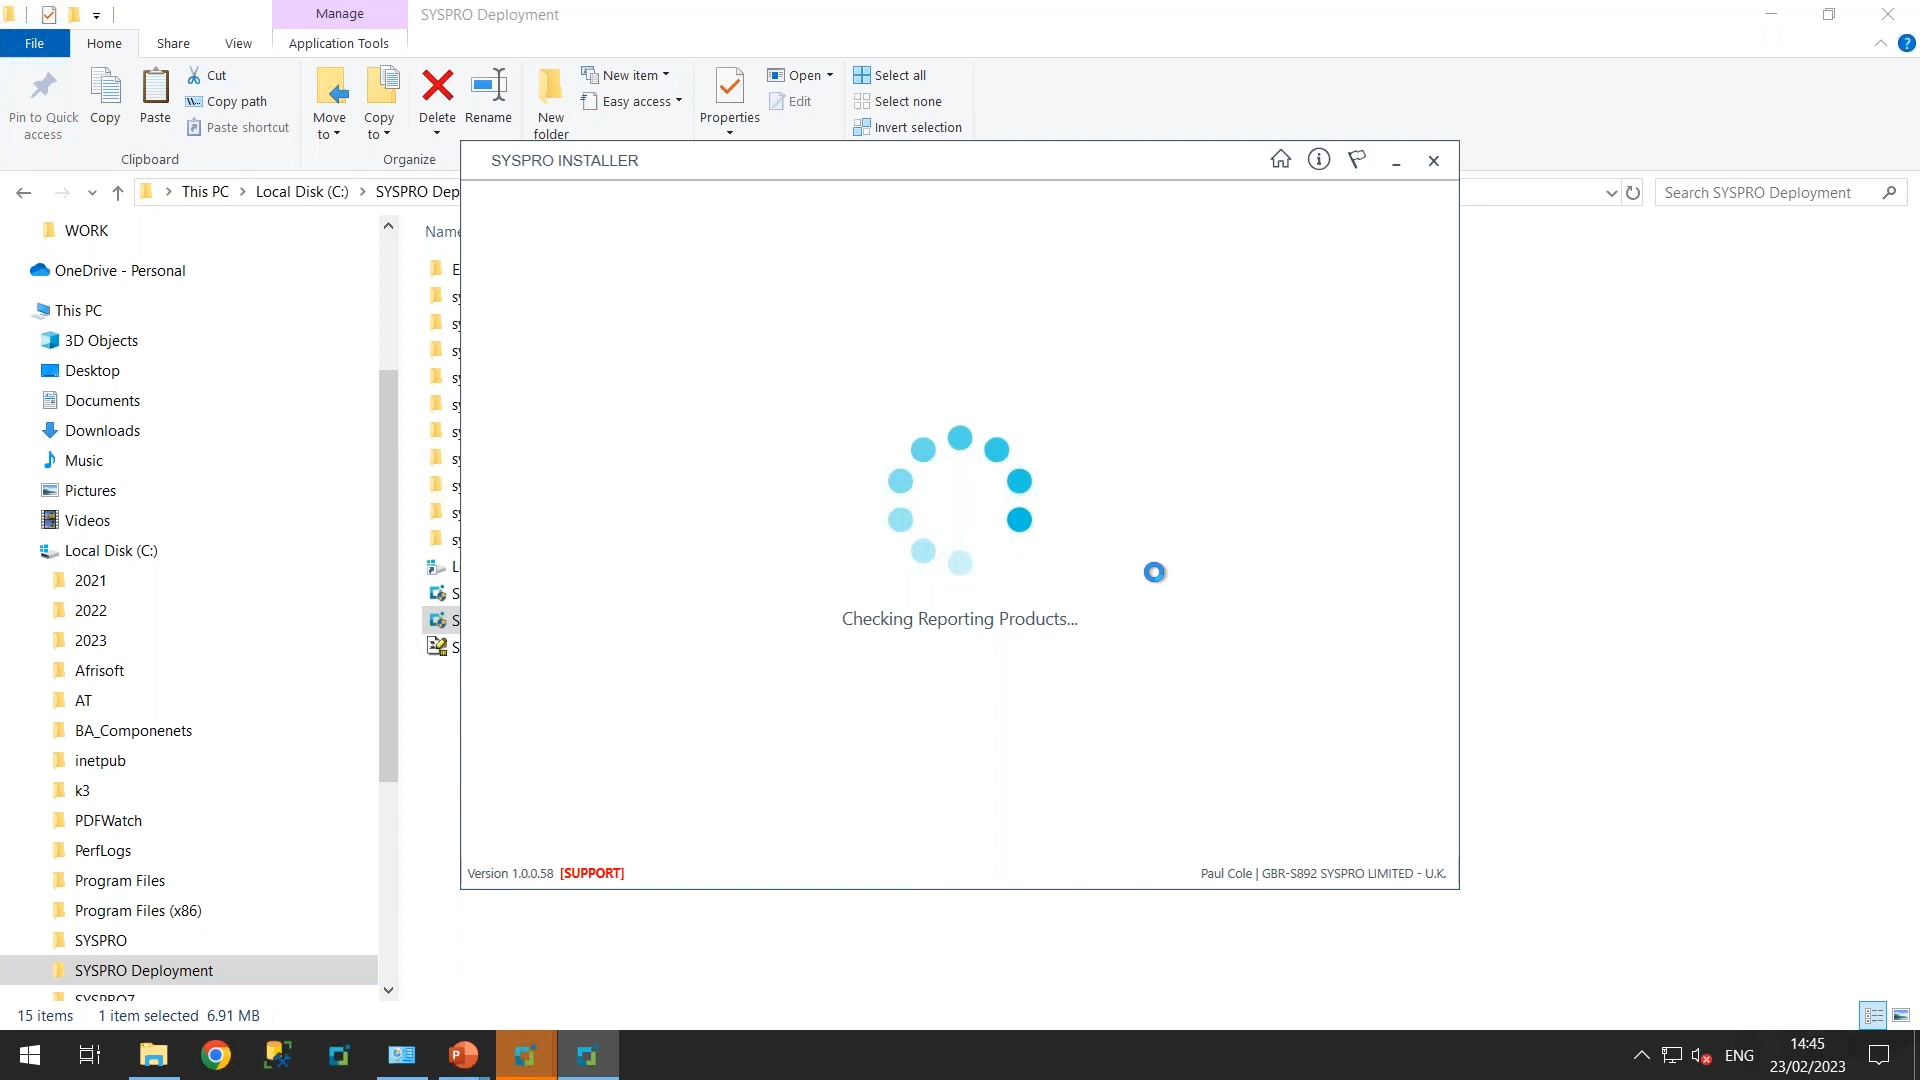 Manage
SYSPRO Deployment
File
Home
Share
View
Application Tools
Pin to Quick access
Copy
Paste
Cut
Copy path
Paste shortcut
Clipboard
Move to
Copy to
Delete
Rename
Organize
New folder
New item
Easy access
Properties
Open
Edit
Select all
Select none
Invert selection
This PC
Local Disk (C:)
SYSPRO Dep
Search SYSPRO Deployment
SYSPRO INSTALLER
WORK
OneDrive - Personal
This PC
3D Objects
Desktop
Documents
Downloads
Music
Pictures
Videos
Local Disk (C:)
2021
2022
2023
Afrisoft
AT
BA_Componenets
inetpub
k3
PDFWatch
PerfLogs
Program Files
Program Files (x86)
SYSPRO
SYSPRO Deployment
SYSPRO7
Checking Reporting Products...
Version 1.0.0.58 [SUPPORT]
Paul Cole | GBR-S892 SYSPRO LIMITED - U.K.
15 items
1 item selected 6.91 MB
ENG
14:45
23/02/2023